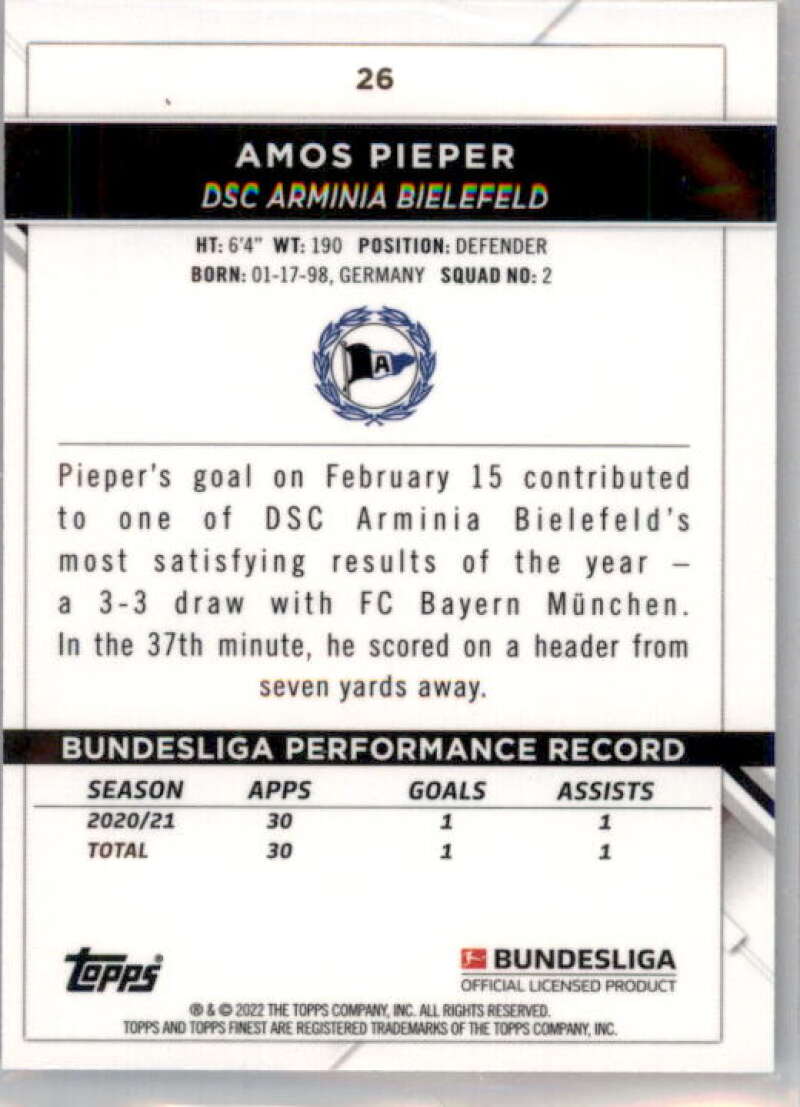 26
AMOS PIEPER
DSC ARMINIA BIELEFELD
HT: 6'4" WT: 190 POSITION: DEFENDER
BORN: 01-17-98, GERMANY SQUAD NO: 2
A
Pieper's goal on February 15 contributed
to one of DSC Arminia Bielefeld's
most satisfying results of the year –
a 3-3 draw with FC Bayern München.
In the 37th minute, he scored on a header from
seven yards away.
BUNDESLIGA PERFORMANCE RECORD
SEASON APPS GOALS ASSISTS
2020/21 30 1 1
TOTAL 30 1 1
topps®
BUNDESLIGA
OFFICIAL LICENSED PRODUCT
® & © 2022 THE TOPPS COMPANY, INC. ALL RIGHTS RESERVED.
TOPPS AND TOPPS FINEST ARE REGISTERED TRADEMARKS OF THE TOPPS COMPANY, INC.